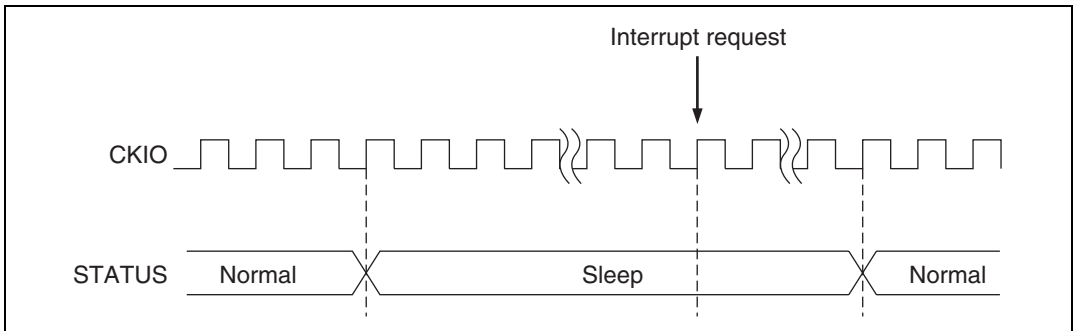 Interrupt request
CKIO
STATUS
Normal
Sleep
Normal